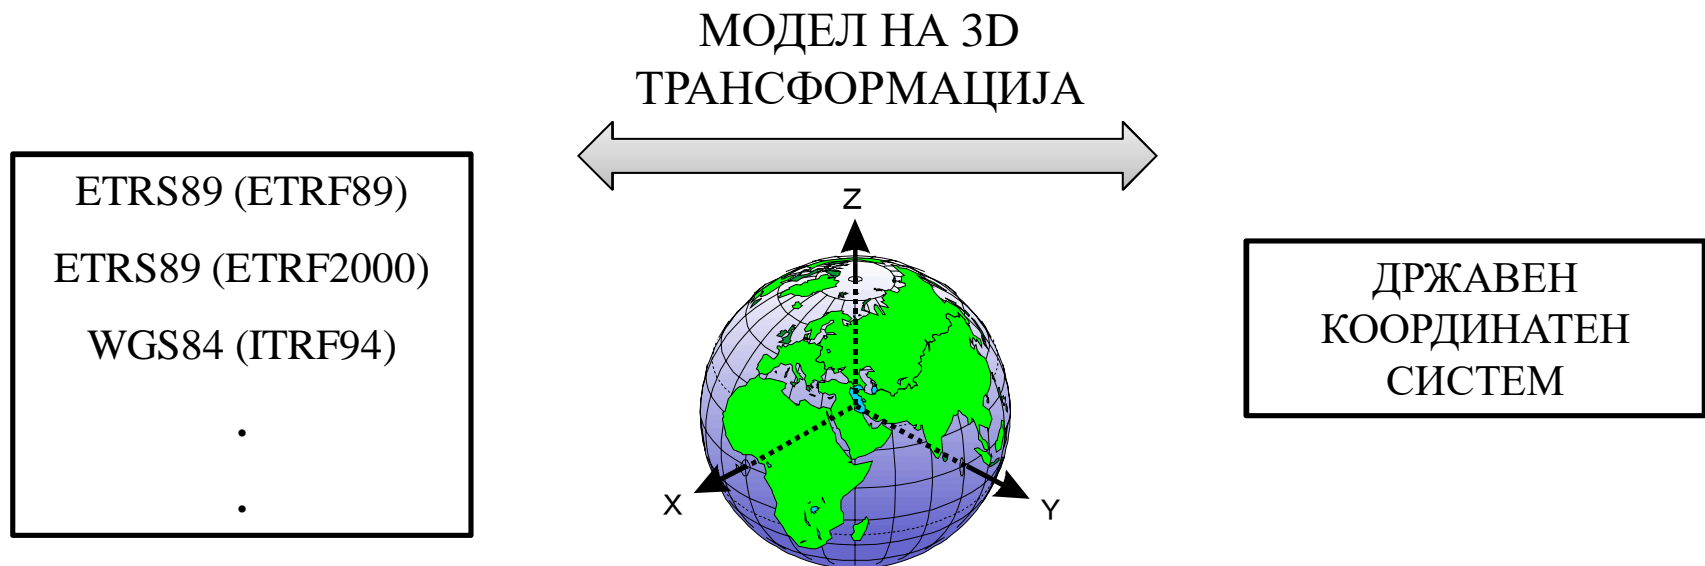 МОДЕЛ НА 3D
ТРАНСФОРМАЦИЈА
ETRS89 (ETRF89)
ETRS89 (ETRF2000)
WGS84 (ITRF94)
.
.
Z
X
Y
ДРЖАВЕН
КООРДИНАТЕН
СИСТЕМ